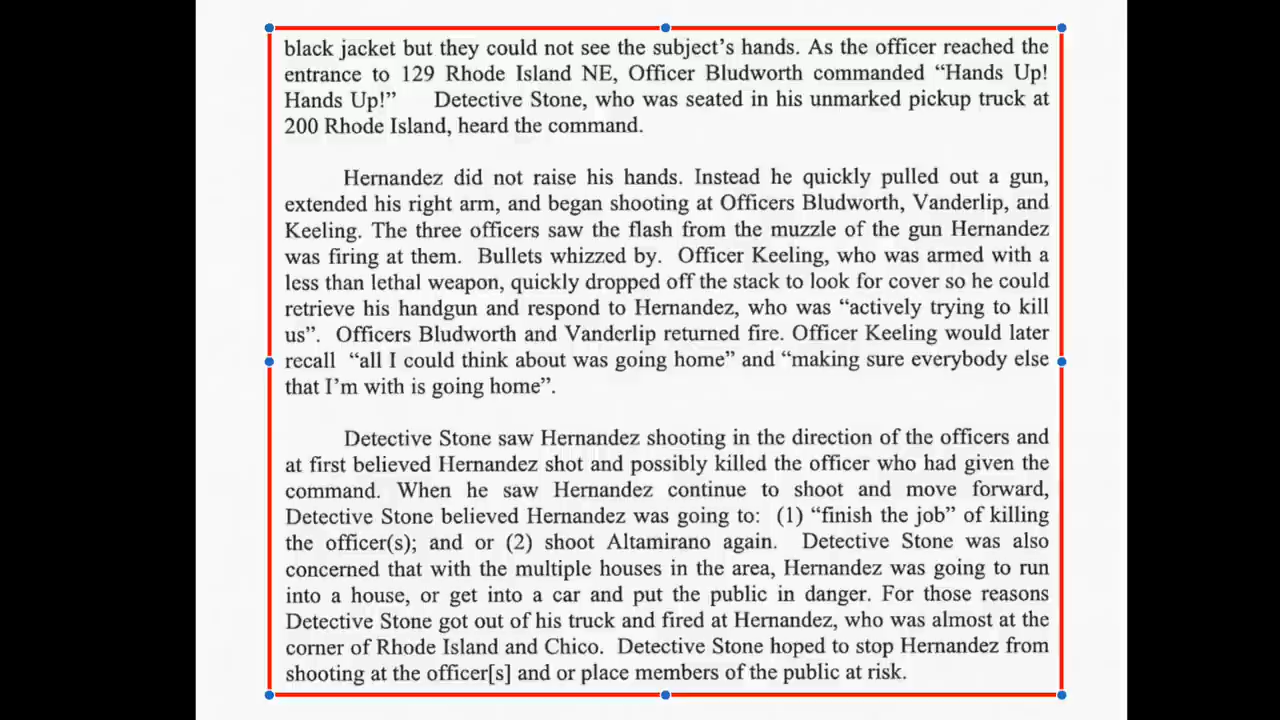 black jacket but they could not see the subject's hands. As the officer reached the
entrance to 129 Rhode Island NE, Officer Bludworth commanded “Hands Up!
Hands Up!” Detective Stone, who was seated in his unmarked pickup truck at
200 Rhode Island, heard the command.
Hernandez did not raise his hands. Instead he quickly pulled out a gun,
extended his right arm, and began shooting at Officers Bludworth, Vanderlip, and
Keeling. The three officers saw the flash from the muzzle of the gun Hernandez
was firing at them. Bullets whizzed by. Officer Keeling, who was armed with a
less than lethal weapon, quickly dropped off the stack to look for cover so he could
retrieve his handgun and respond to Hernandez, who was “actively trying to kill
us”. Officers Bludworth and Vanderlip returned fire. Officer Keeling would later
recall “all I could think about was going home” and “making sure everybody else
that I'm with is going home”.
Detective Stone saw Hernandez shooting in the direction of the officers and
at first believed Hernandez shot and possibly killed the officer who had given the
command. When he saw Hernandez continue to shoot and move forward,
Detective Stone believed Hernandez was going to: (1) “finish the job” of killing
the officer(s); and or (2) shoot Altamirano again. Detective Stone was also
concerned that with the multiple houses in the area, Hernandez was going to run
into a house, or get into a car and put the public in danger. For those reasons
Detective Stone got out of his truck and fired at Hernandez, who was almost at the
corner of Rhode Island and Chico. Detective Stone hoped to stop Hernandez from
shooting at the officer[s] and or place members of the public at risk.